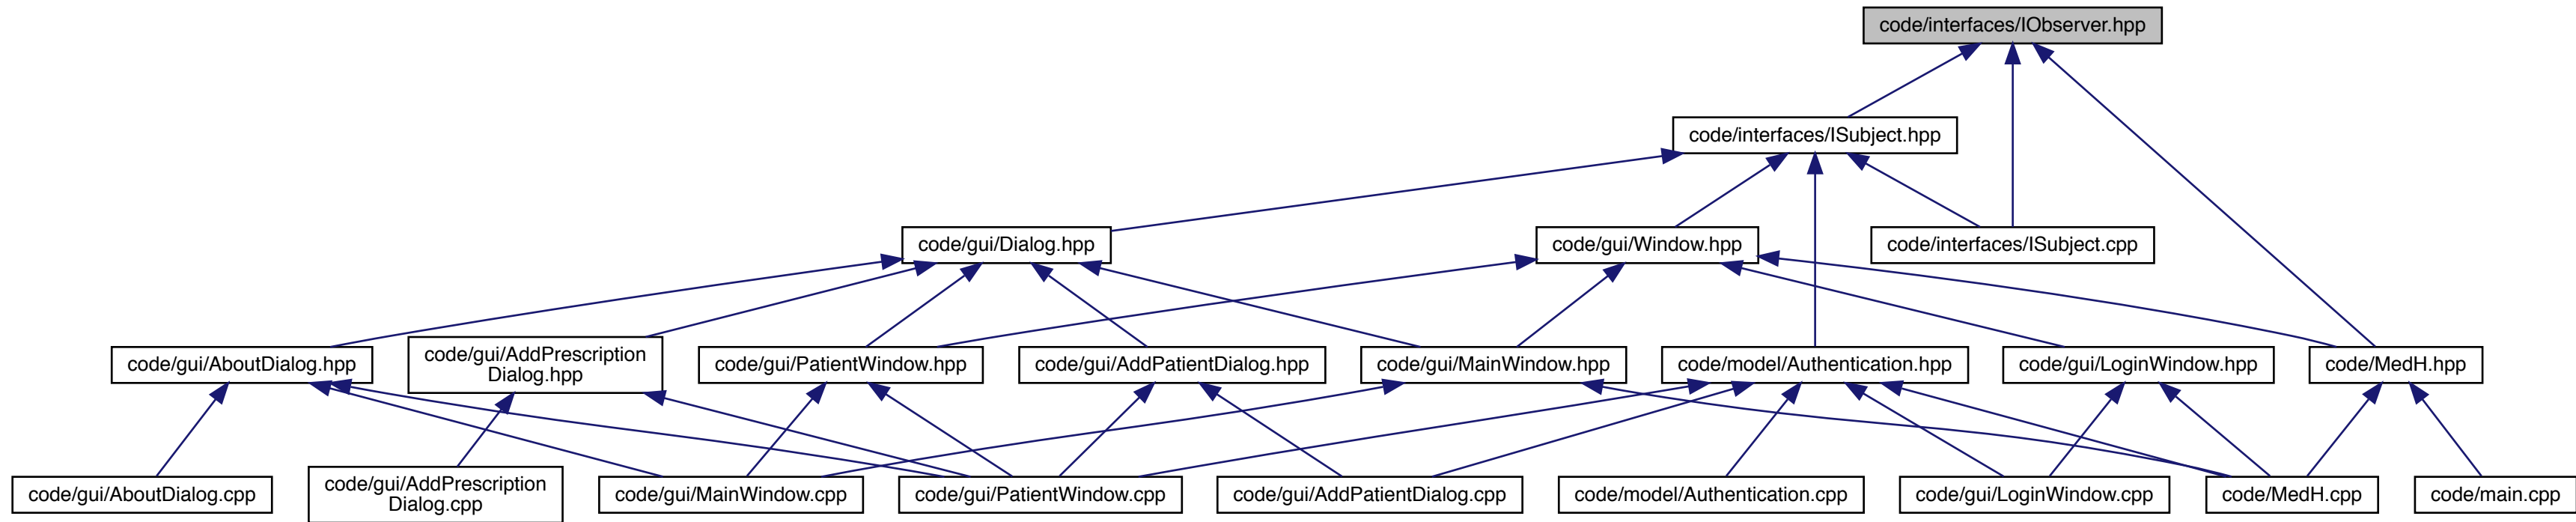 code/interfaces/IObserver.hpp
code/interfaces/ISubject.hpp
code/gui/Dialog.hpp
code/gui/Window.hpp
code/interfaces/ISubject.cpp
code/gui/AboutDialog.hpp
code/gui/AddPrescription
Dialog.hpp
code/gui/PatientWindow.hpp
code/gui/AddPatientDialog.hpp
code/gui/MainWindow.hpp
code/model/Authentication.hpp
code/gui/LoginWindow.hpp
code/MedH.hpp
code/gui/AboutDialog.cpp
code/gui/AddPrescription
Dialog.cpp
code/gui/MainWindow.cpp
code/gui/PatientWindow.cpp
code/gui/AddPatientDialog.cpp
code/model/Authentication.cpp
code/gui/LoginWindow.cpp
code/MedH.cpp
code/main.cpp